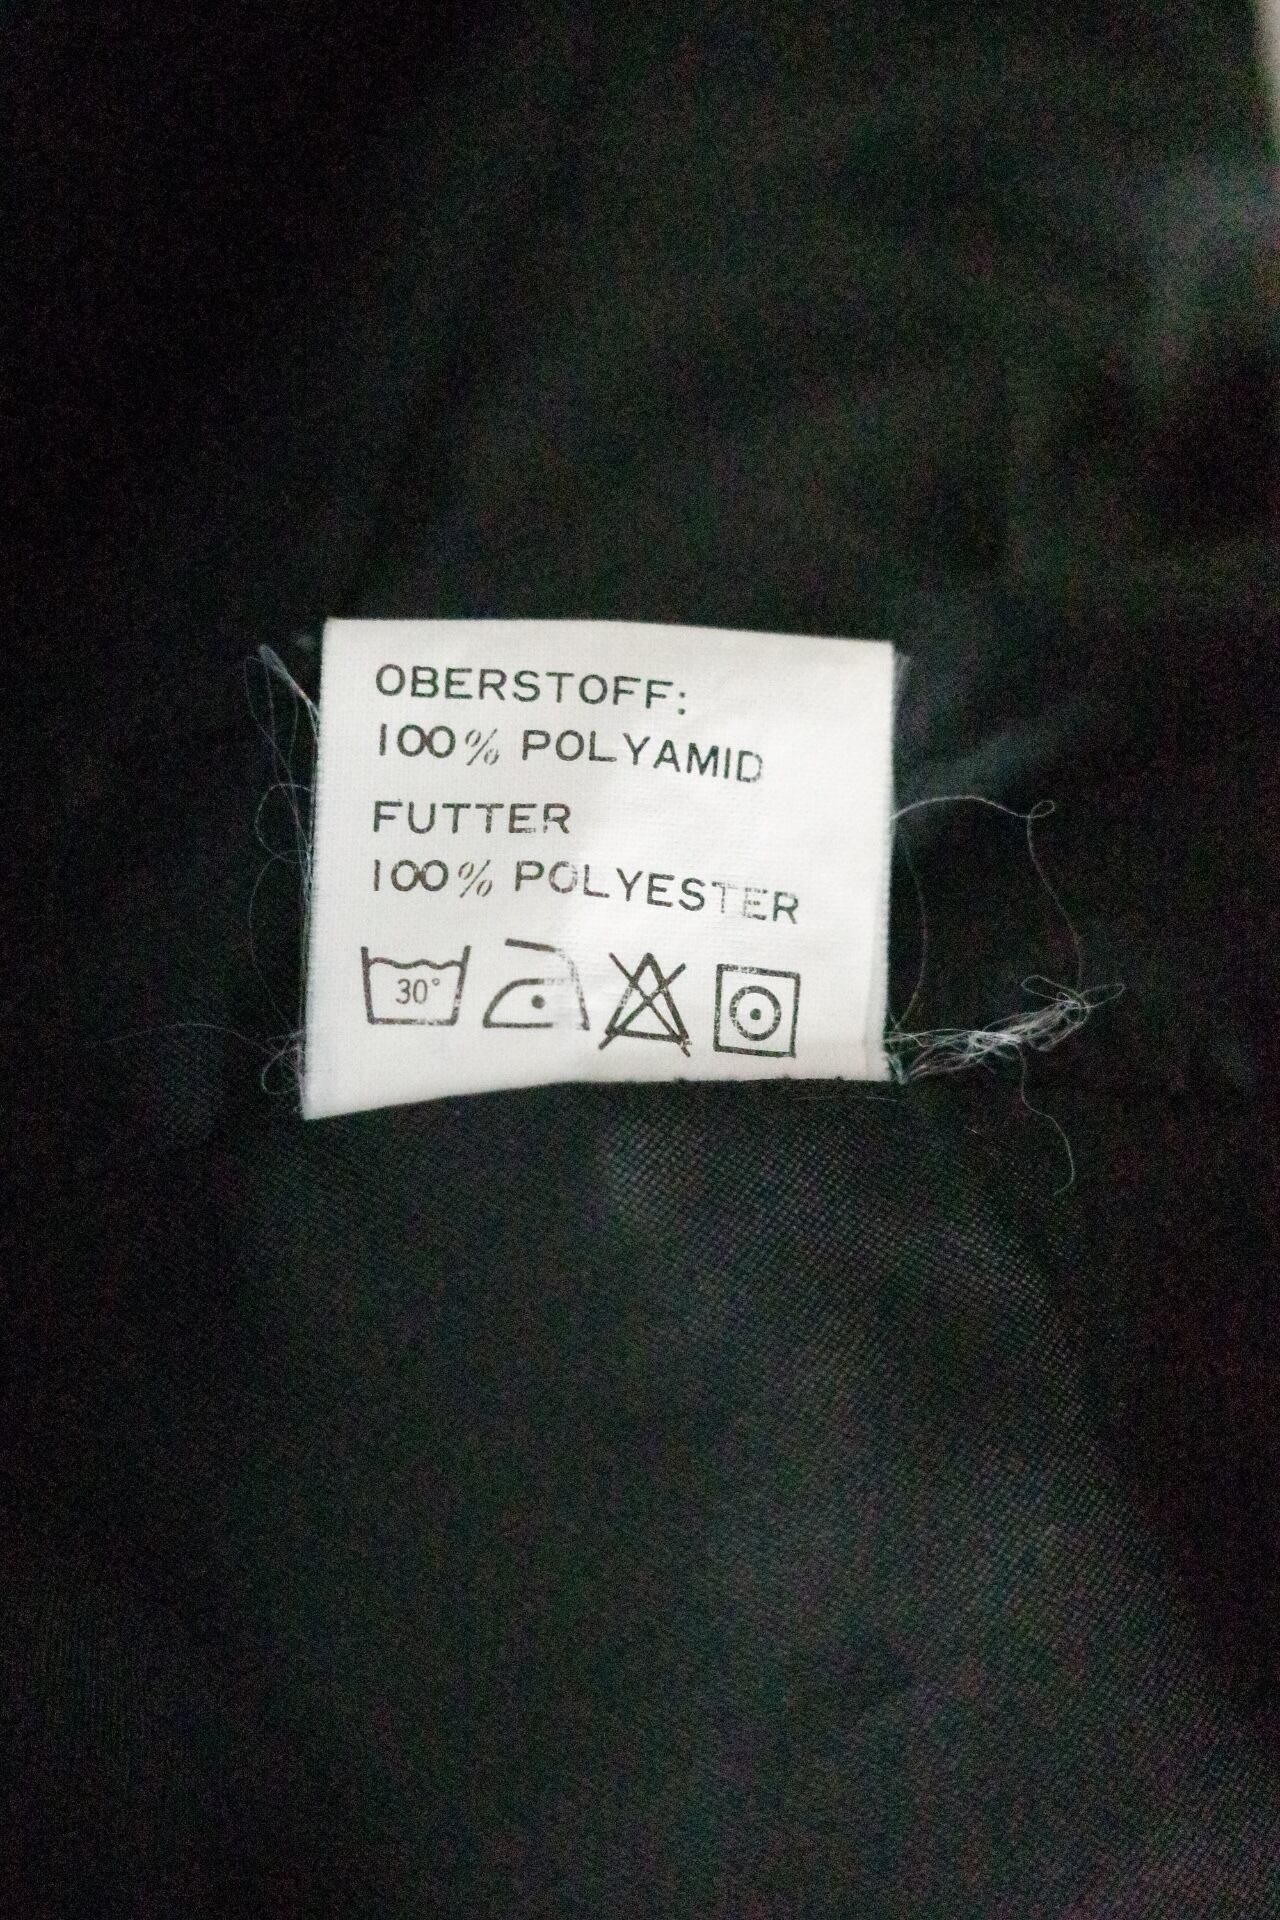 OBERSTOFF:
100% POLYAMID
FUTTER
100% POLYESTER
30°